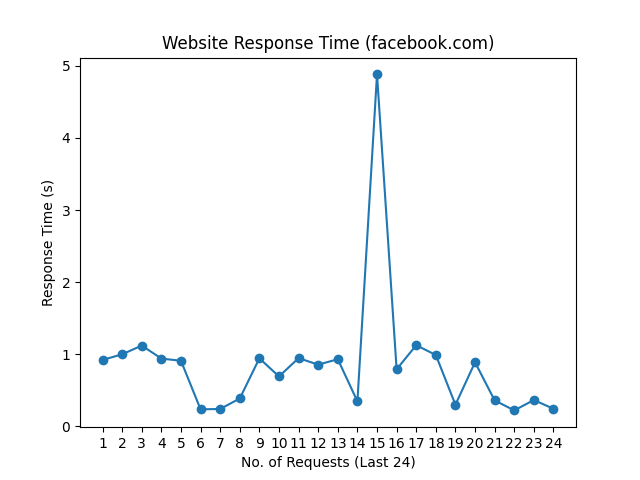 Website Response Time (facebook.com)
Response Time (s)
5
4
3
2
1
0
1 2 3 4 5 6 7 8 9 10 11 12 13 14 15 16 17 18 19 20 21 22 23 24
No. of Requests (Last 24)